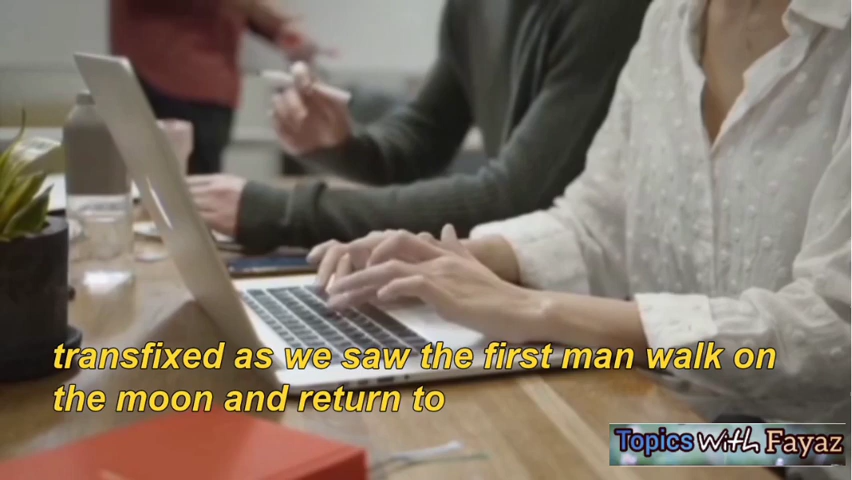 transfixed as we saw the first man walk on
the moon and return to
Topics With Fayaz